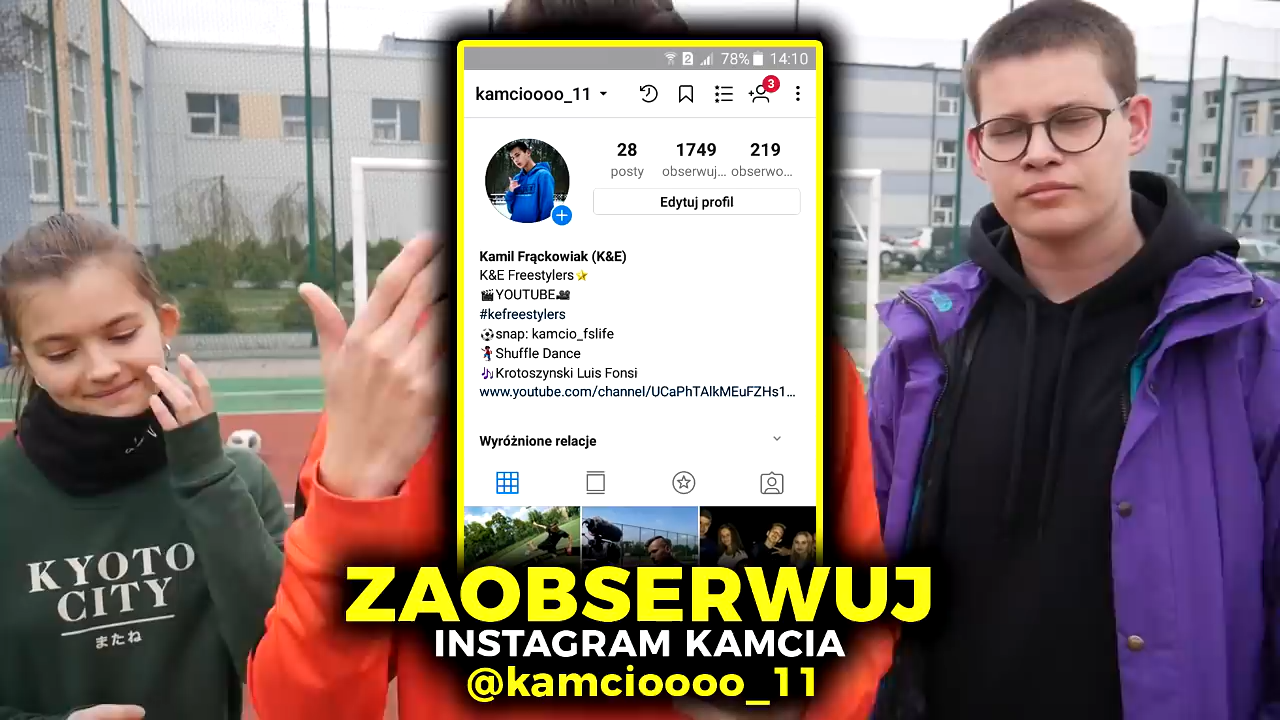 2 78% 14:10
kamcioooo_11
3
28 1749 219
posty obserwuj... obserwo...
Edytuj profil
Kamil Frąckowiak (K&E)
K&E Freestylers⭐
🎬YOUTUBE🎥
#kefreestylers
⚽snap: kamcio_fslife
🕺Shuffle Dance
🎶Krotoszynski Luis Fonsi
www.youtube.com/channel/UCaPhTAlkMEuFZHs1...
Wyróżnione relacje
KYOTO
CITY
またね
ZAOBSERWUJ
INSTAGRAM KAMCIA
@kamcioooo_11